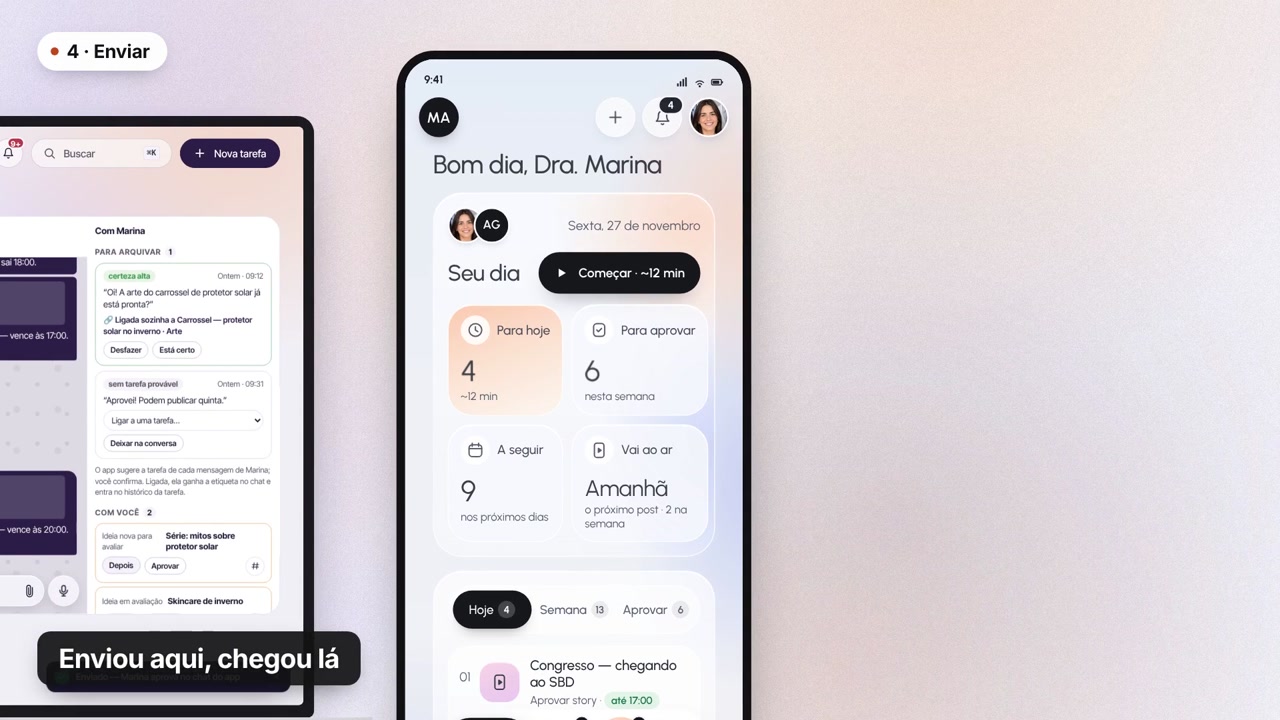 4 · Enviar
9+
Buscar
⌘K
+ Nova tarefa
sai 18:00.
— vence às 17:00.
— vence às 20:00.
Com Marina
PARA ARQUIVAR 1
certeza alta
Ontem · 09:12
“Oi! A arte do carrossel de protetor solar já
está pronta?”
🔗 Ligada sozinha a Carrossel — protetor
solar no inverno · Arte
Desfazer
Está certo
sem tarefa provável
Ontem · 09:31
“Aprovei! Podem publicar quinta.”
Ligar a uma tarefa...
Deixar na conversa
O app sugere a tarefa de cada mensagem de Marina;
você confirma. Ligada, ela ganha a etiqueta no chat e
entra no histórico da tarefa.
COM VOCÊ 2
Ideia nova para
avaliar
Série: mitos sobre
protetor solar
Depois
Aprovar
#
Ideia em avaliação
Skincare de inverno
Enviou aqui, chegou lá
Enviado — Marina aprova no chat do app
9:41
MA
4
Bom dia, Dra. Marina
AG
Sexta, 27 de novembro
Seu dia
Começar · ~12 min
Para hoje
4
~12 min
Para aprovar
6
nesta semana
A seguir
9
nos próximos dias
Vai ao ar
Amanhã
o próximo post · 2 na
semana
Hoje 4
Semana 13
Aprovar 6
01
Congresso — chegando
ao SBD
Aprovar story · até 17:00